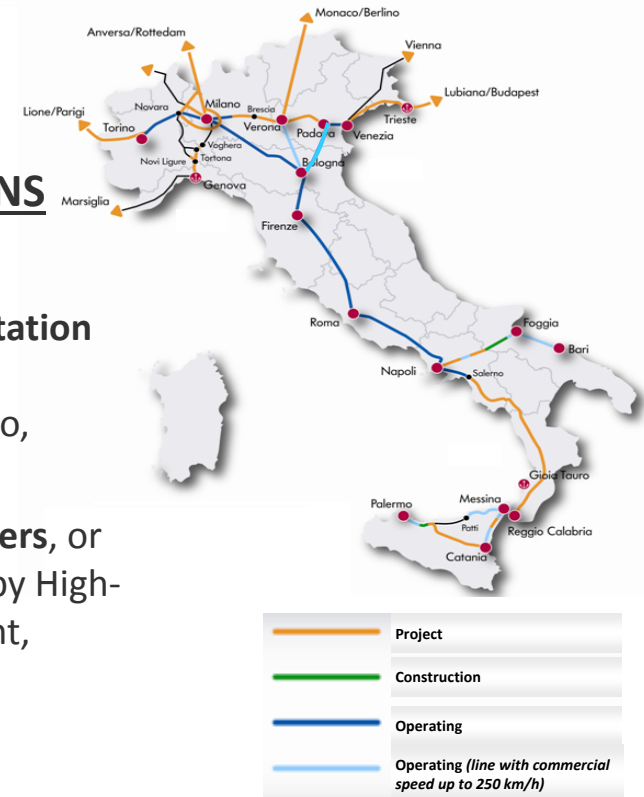 Monaco/Berlino
Anversa/Rottedam
Vienna
Lubiana/Budapest
Lione/Parigi
Novara
Milano
Brescia
Torino
Verona
Padova
Venezia
Trieste
Voghera
Novi Ligure
Tortona
Bologna
Genova
NS
Marsiglia
Firenze
tation
Roma
Foggia
Bari
Napoli
Salerno
o,
Gioia Tauro
Palermo
Messina
Patti
Reggio Calabria
ers, or
Catania
by High-
nt,
Project
Construction
Operating
Operating (line with commercial
speed up to 250 km/h)